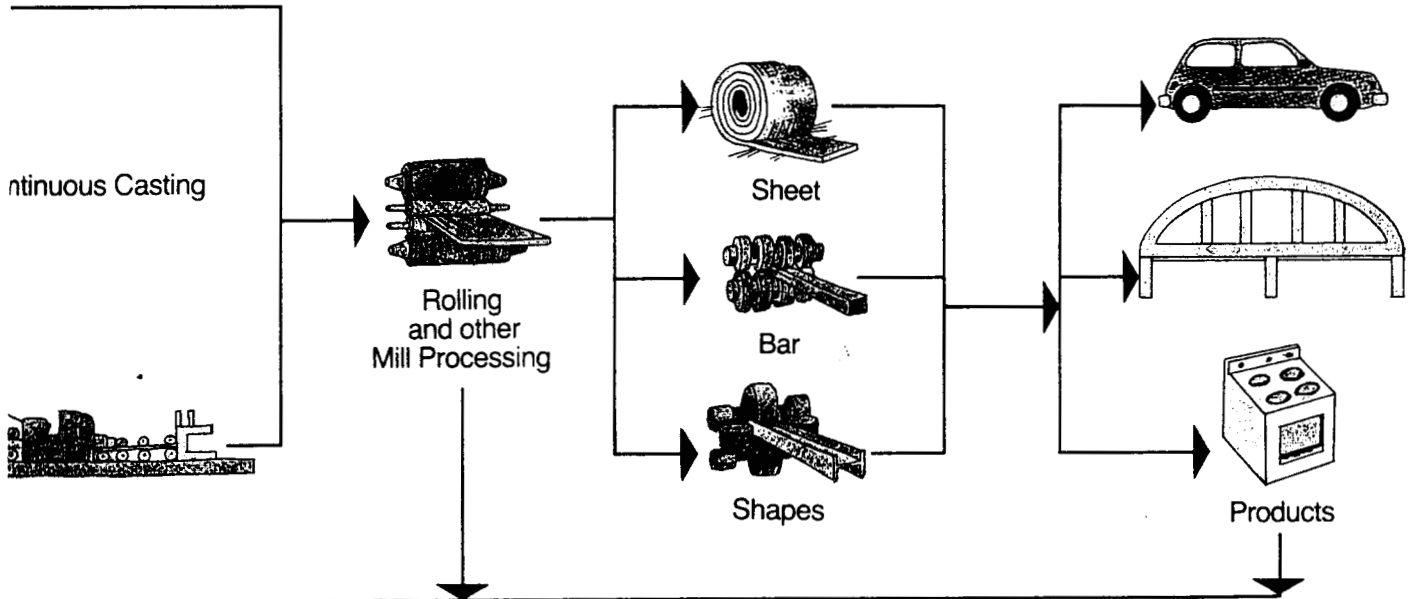 ntinuous Casting
Sheet
Rolling
and other
Mill Processing
Bar
Shapes
Products